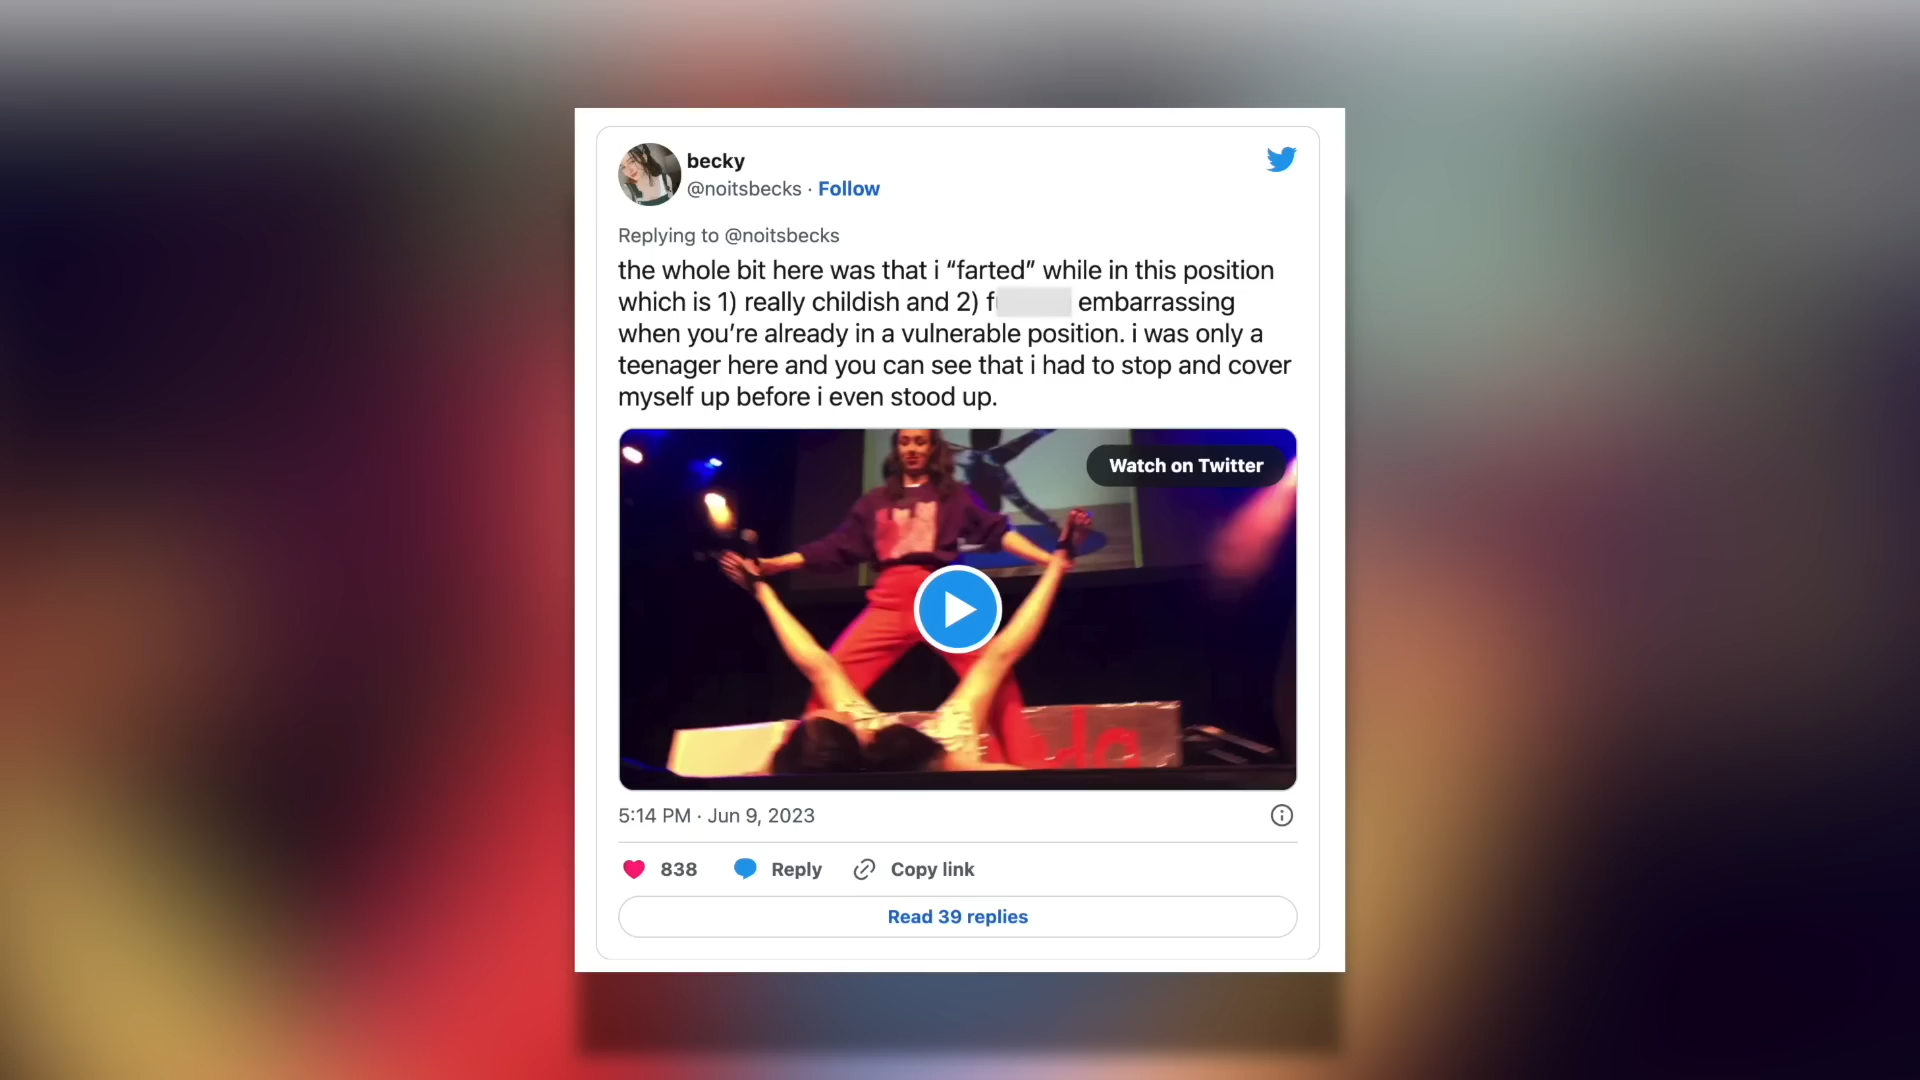 becky
@noitsbecks · Follow
Replying to @noitsbecks
the whole bit here was that i “farted” while in this position
which is 1) really childish and 2) f embarrassing
when you’re already in a vulnerable position. i was only a
teenager here and you can see that i had to stop and cover
myself up before i even stood up.
Watch on Twitter
da
5:14 PM · Jun 9, 2023
838 Reply Copy link
Read 39 replies